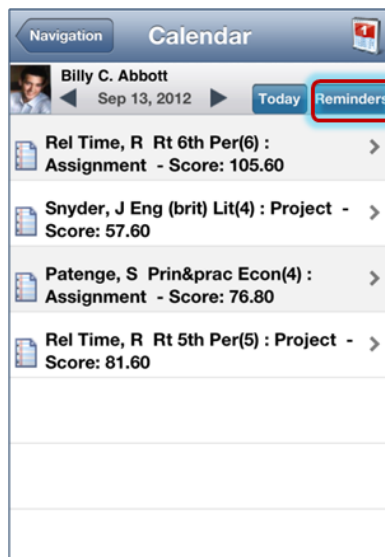 Navigation Calendar 1
Billy C. Abbott
Sep 13, 2012 Today Reminders
Rel Time, R Rt 6th Per(6) :
Assignment - Score: 105.60
Snyder, J Eng (brit) Lit(4) : Project -
Score: 57.60
Patenge, S Prin&prac Econ(4) :
Assignment - Score: 76.80
Rel Time, R Rt 5th Per(5) : Project -
Score: 81.60